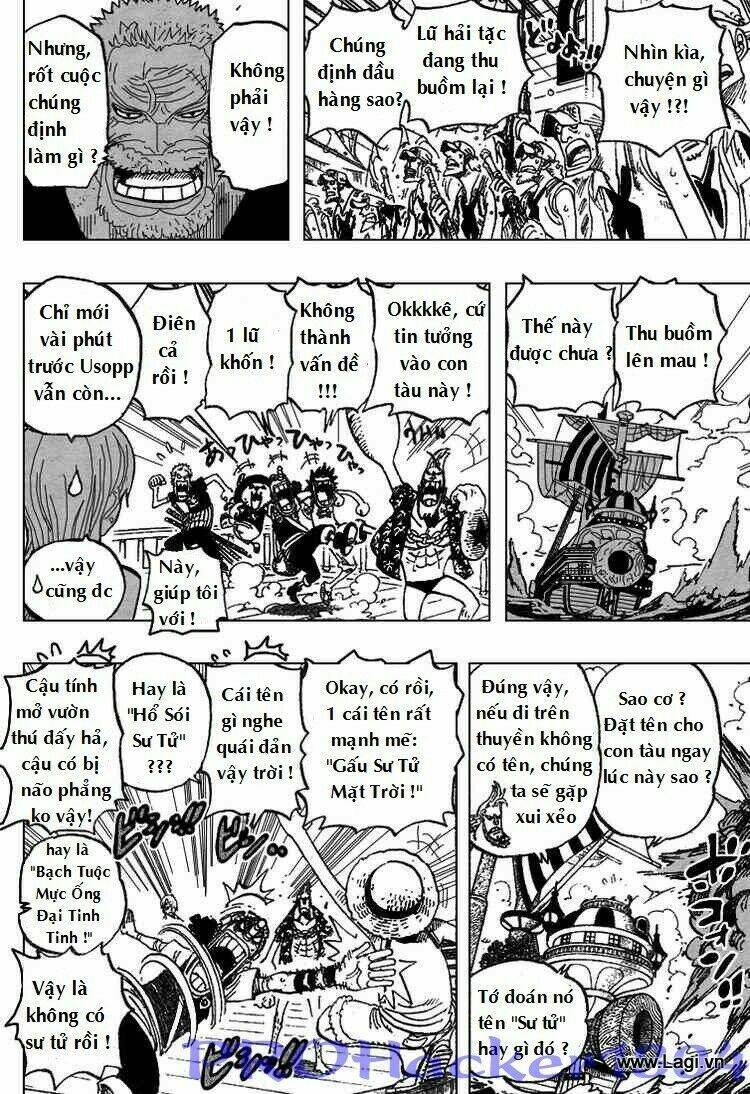 Nhìn kìa,
chuyện gì
vậy !?!
Lũ hải tặc
đang thu
buồm lại !
Chúng
định đầu
hàng sao?
Không
phải
vậy !
Nhưng,
rốt cuộc
chúng
định
làm gì ?
Thu buồm
lên mau !
Thế này
được chưa ?
Okkkkê, cứ
tin tưởng
vào con
tàu này !
Không
thành
vấn đề
!!!
1 lũ
khốn !
Điên
cả
rồi !
Chỉ mới
vài phút
trước Usopp
vẫn còn...
Này,
giúp tôi
với !
...vậy
cũng dc
Sao cơ ?
Đặt tên cho
con tàu ngay
lúc này sao ?
Đúng vậy,
nếu di trên
thuyền không
có tên, chúng
ta sẽ gặp
xui xẻo
Tớ doán nó
tên "Sư tử"
hay gì dó ?
Okay, có rồi,
1 cái tên rất
mạnh mẽ:
"Gấu Sư Tử
Mặt Trời !"
Cái tên
gì nghe
quái dản
vậy trời !
Hay là
"Hổ Sói
Sư Tử"
???
Cậu tính
mở vườn
thú dấy hả,
cậu có bị
não phẳng
ko vậy!
hay là
"Bạch Tuộc
Mực Ống
Đại Tinh
Tinh !"
Vậy là
không có
sư tử rồi !
www.Lagi.vn